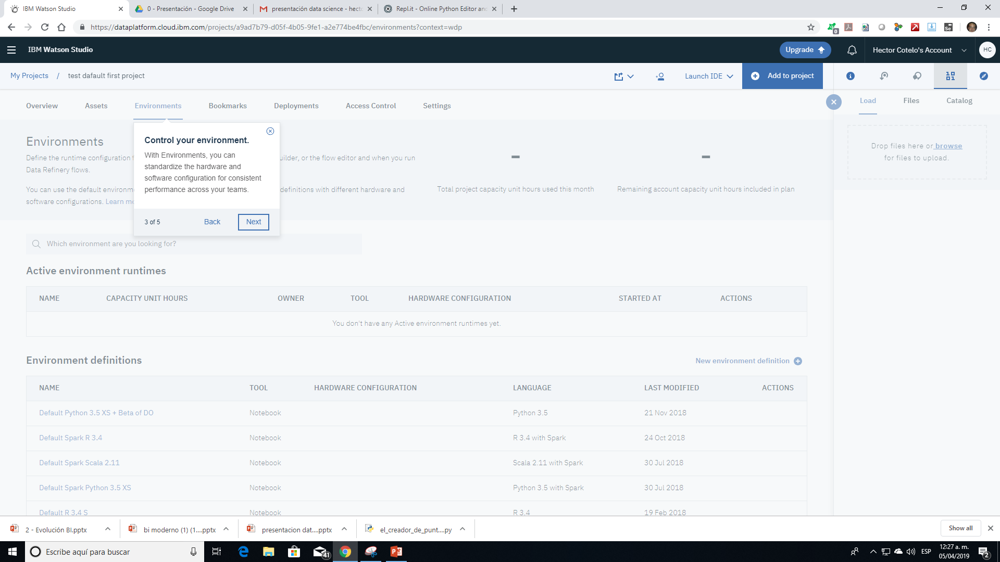 IBM Watson Studio
0 - Presentación - Google Drive
presentación data science - hect
Repl.it - Online Python Editor an
https://dataplatform.cloud.ibm.com/projects/a9ad7b79-d05f-4b05-9fe1-a2e774be4fbc/environments?context=wdp
0
Se
IBM Watson Studio
Upgrade
Hector Cotelo's Account
HC
My Projects / test dafault first project
Launch IDE
Add to project
Overview
Assets
Environments
Bookmarks
Deployments
Access Control
Settings
Load
Files
Catalog
Environments
Define the runtime configuration
uilder, or the flow editor and when you run
Data Refinery flows.
You can use the default environm
definitions with different hardware and
software configurations. Learn mo
Control your environment.
With Environments, you can
standardize the hardware and
software configuration for consistent
performance across your teams.
3 of 5
Back
Next
Total project capacity unit hours used this month
Remaining account capacity unit hours included in plan
Drop files here or browse
for files to upload.
Which environment are you looking for?
Active environment runtimes
NAME CAPACITY UNIT HOURS OWNER TOOL HARDWARE CONFIGURATION STARTED AT ACTIONS
You don't have any Active environment runtimes yet.
Environment definitions
New environment definition
NAME TOOL HARDWARE CONFIGURATION LANGUAGE LAST MODIFIED ACTIONS
Default Python 3.5 XS + Beta of DO Notebook Python 3.5 21 Nov 2018
Default Spark R 3.4 Notebook R 3.4 with Spark 24 Oct 2018
Default Spark Scala 2.11 Notebook Scala 2.11 with Spark 30 Jul 2018
Default Spark Python 3.5 XS Notebook Python 3.5 with Spark 30 Jul 2018
Default R 3.4 S Notebook R 3.4 19 Feb 2018
2 - Evolución BI.pptx
bi moderno (1) (1....pptx
presentacion dat....pptx
el_creador_de_punt....py
Show all
Escribe aquí para buscar
41
ESP
12:27 a. m.
05/04/2019
2